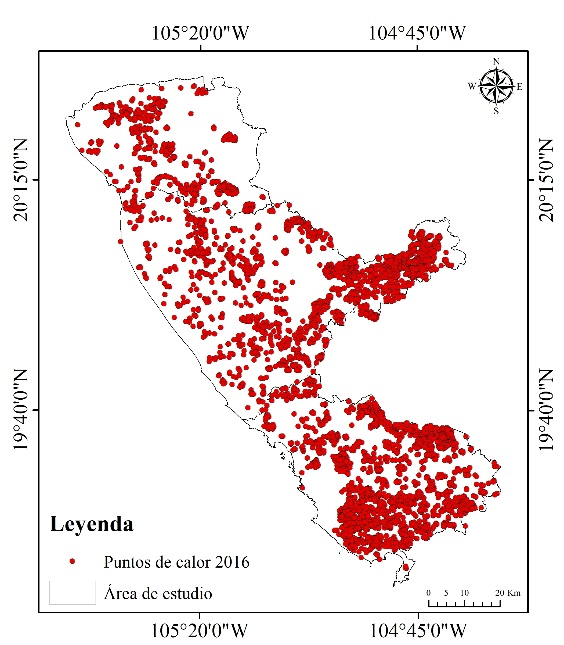 105°20'0"W 104°45'0"W
N
W E
S
20°15'0"N 20°15'0"N
19°40'0"N 19°40'0"N
Leyenda
Puntos de calor 2016
Área de estudio
0 5 10 20 Km
105°20'0"W 104°45'0"W